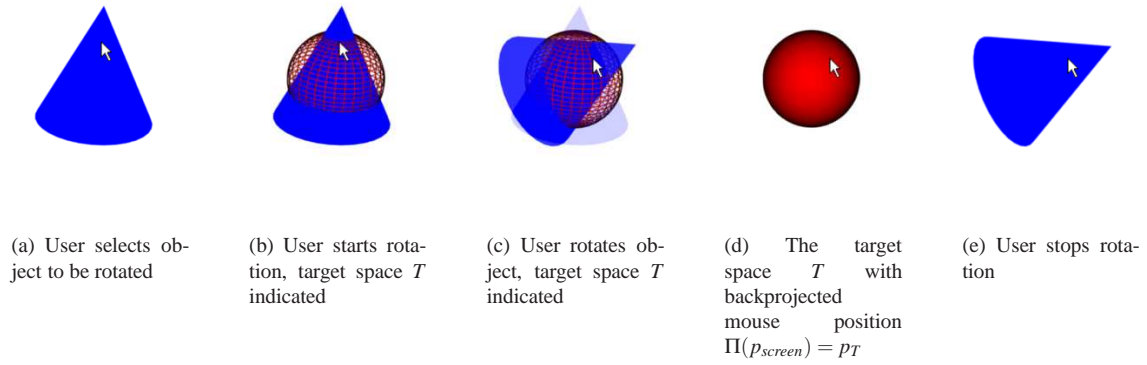 (a) User selects ob-
ject to be rotated
(b) User starts rota-
tion, target space T
indicated
(c) User rotates ob-
ject, target space T
indicated
(d) The target
space T with
backprojected
mouse position
Π(p_screen) = p_T
(e) User stops rota-
tion